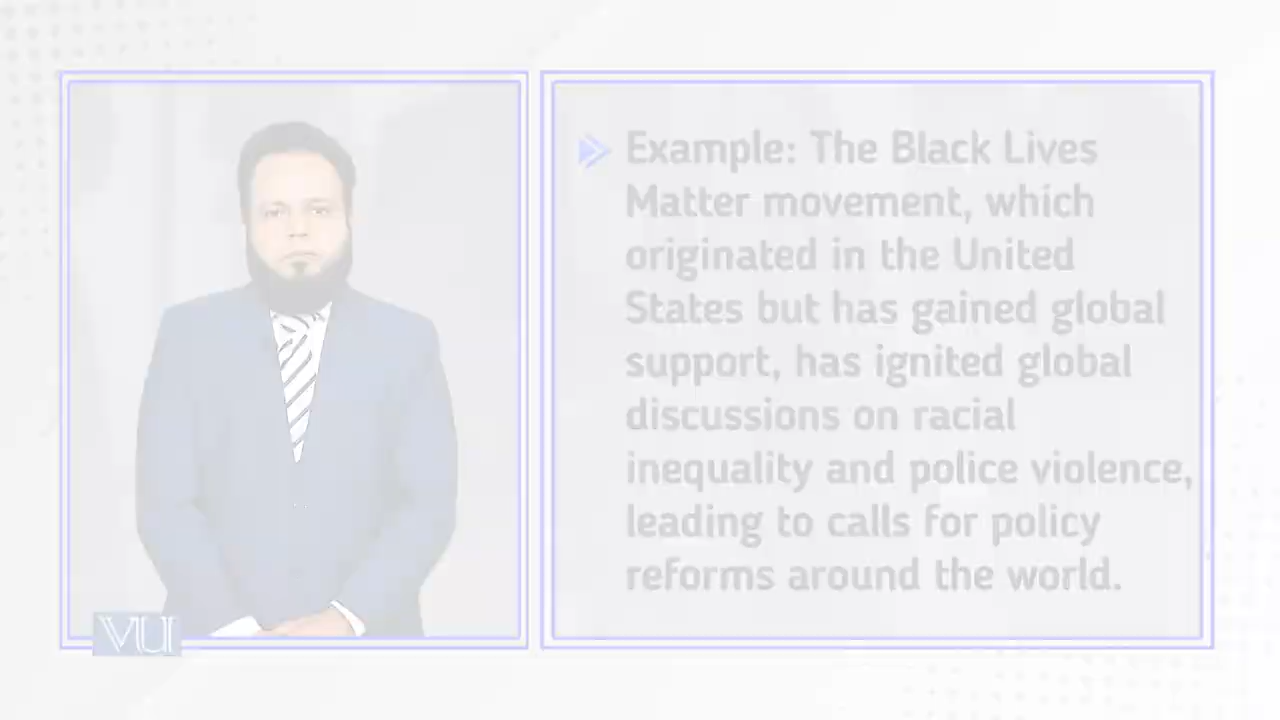 Example: The Black Lives
Matter movement, which
originated in the United
States but has gained global
support, has ignited global
discussions on racial
inequality and police violence,
leading to calls for policy
reforms around the world.
VU